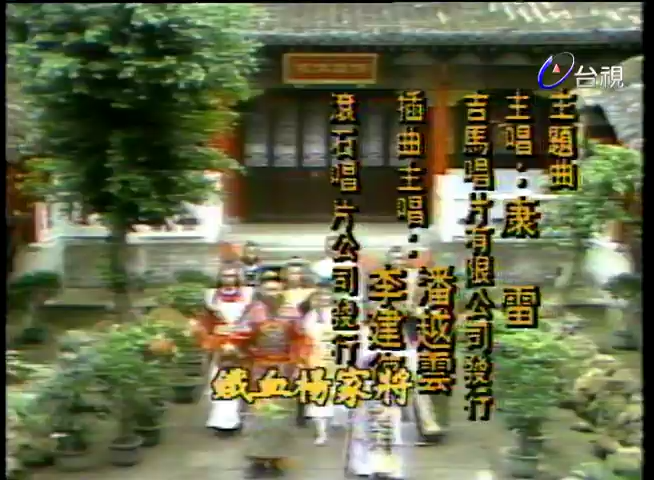 台視
主題曲
主唱：康雷
吉馬唱片有限公司發行
插曲主唱：潘越雲
李建
滾石唱片公司發行
鐵血楊家將